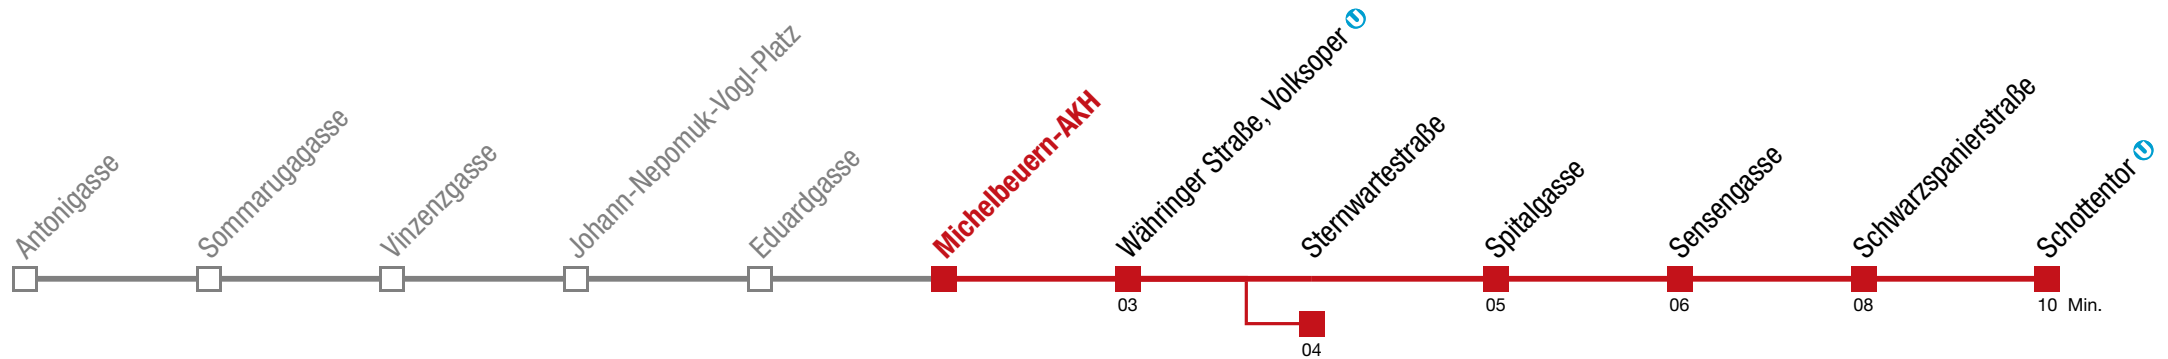 Antonigasse
Sommarugagasse
Vinzenzgasse
Johann-Nepomuk-Vogl-Platz
Eduardgasse
Michelbeuern-AKH
Währinger Straße, Volksoper U
Sternwartestraße
Spitalgasse
Sensengasse
Schwarzspanierstraße
Schottentor U
03 05 06 08 10 Min.
04